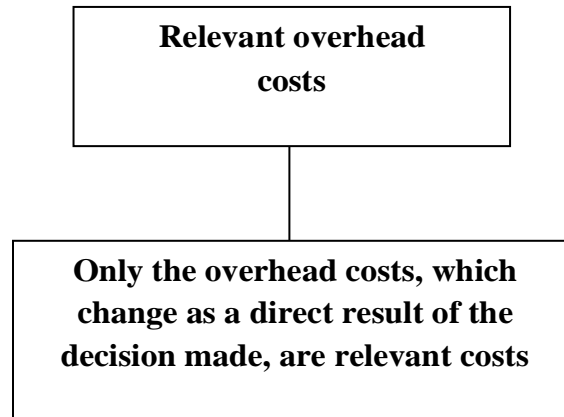 Relevant overhead
costs
Only the overhead costs, which
change as a direct result of the
decision made, are relevant costs